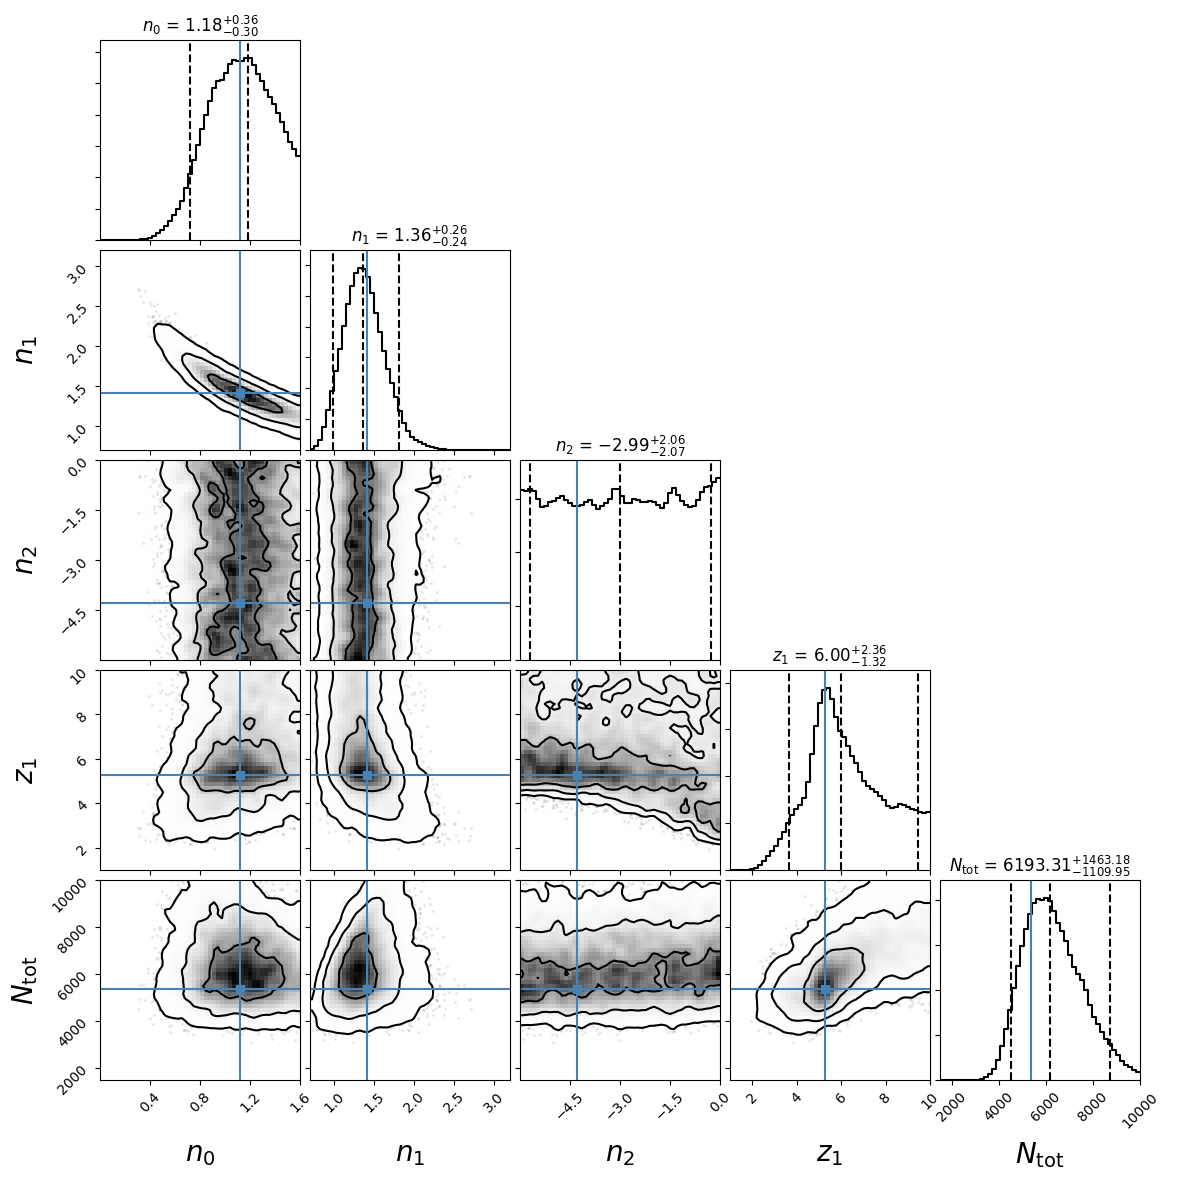 n₀ = 1.18⁺⁰·³⁶₋₀.₃₀
n₁ = 1.36⁺⁰·²⁶₋₀.₂₄
3.0
2.5
2.0
1.5
1.0
n₁
n₂ = −2.99⁺²·⁰⁶₋₂.₀₇
0.0
−1.5
−3.0
−4.5
n₂
z₁ = 6.00⁺²·³⁶₋₁.₃₂
10
8
6
4
2
z₁
N_tot = 6193.31⁺¹⁴⁶³·¹⁸₋₁₁₀₉.₉₅
10000
8000
6000
4000
2000
N_tot
0.4 0.8 1.2 1.6 1.0 1.5 2.0 2.5 3.0 −4.5 −3.0 −1.5 0.0 2 4 6 8 10 2000 4000 6000 8000 10000
n₀ n₁ n₂ z₁ N_tot